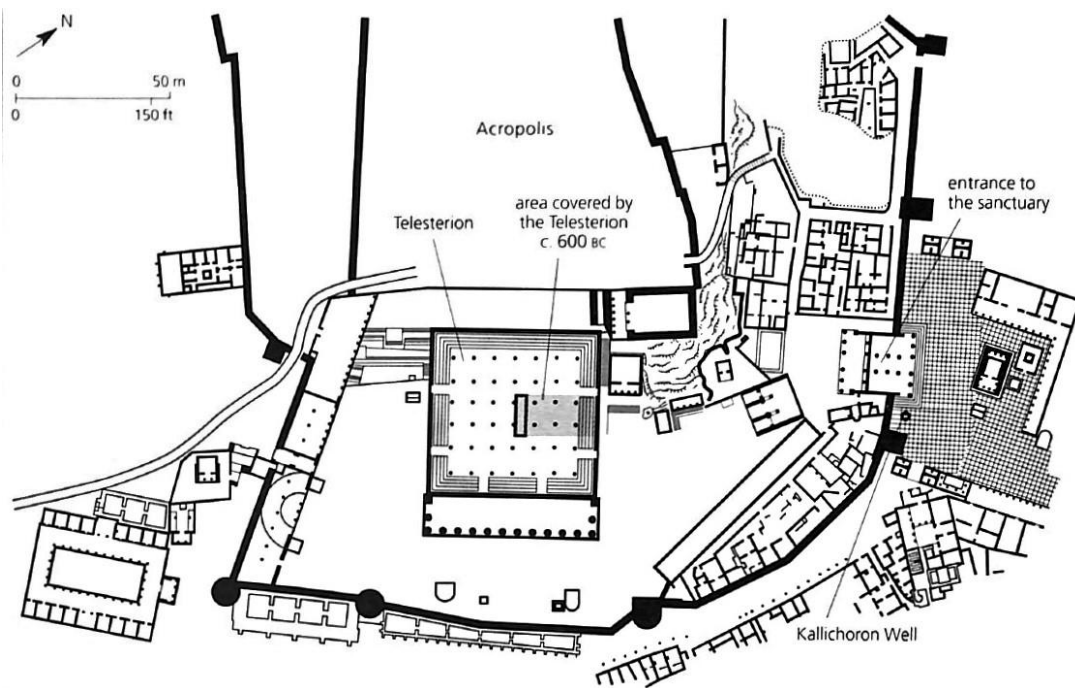 N
0 50 m
0 150 ft
Acropolis
Telesterion
area covered by
the Telesterion
c. 600 BC
entrance to
the sanctuary
Kallichoron Well